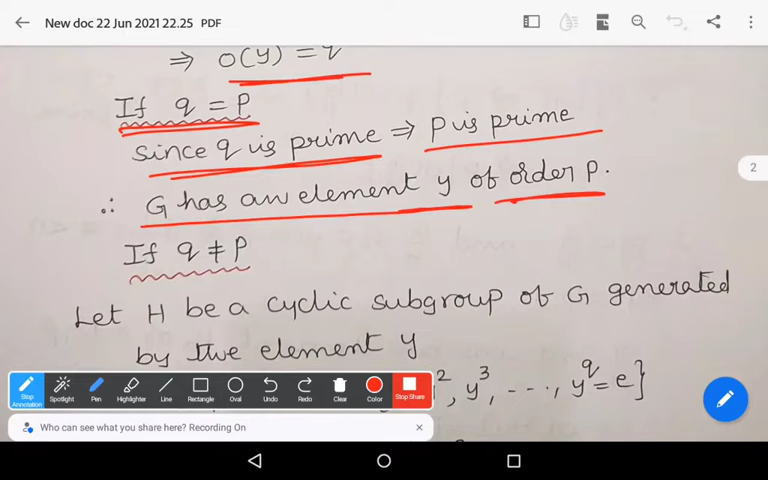 New doc 22 Jun 2021 22.25 PDF
⇒ O(y) = q
If q = P
Since q is prime ⇒ P is prime
∴ G has an element y of order P.
2
If q ≠ P
Let H be a cyclic subgroup of G generated
by the element y
², y³, - - -, y^q = e}
Stop Annotation Spotlight Pen Highlighter Line Rectangle Oval Undo Redo Clear Color Stop Share
Who can see what you share here? Recording On